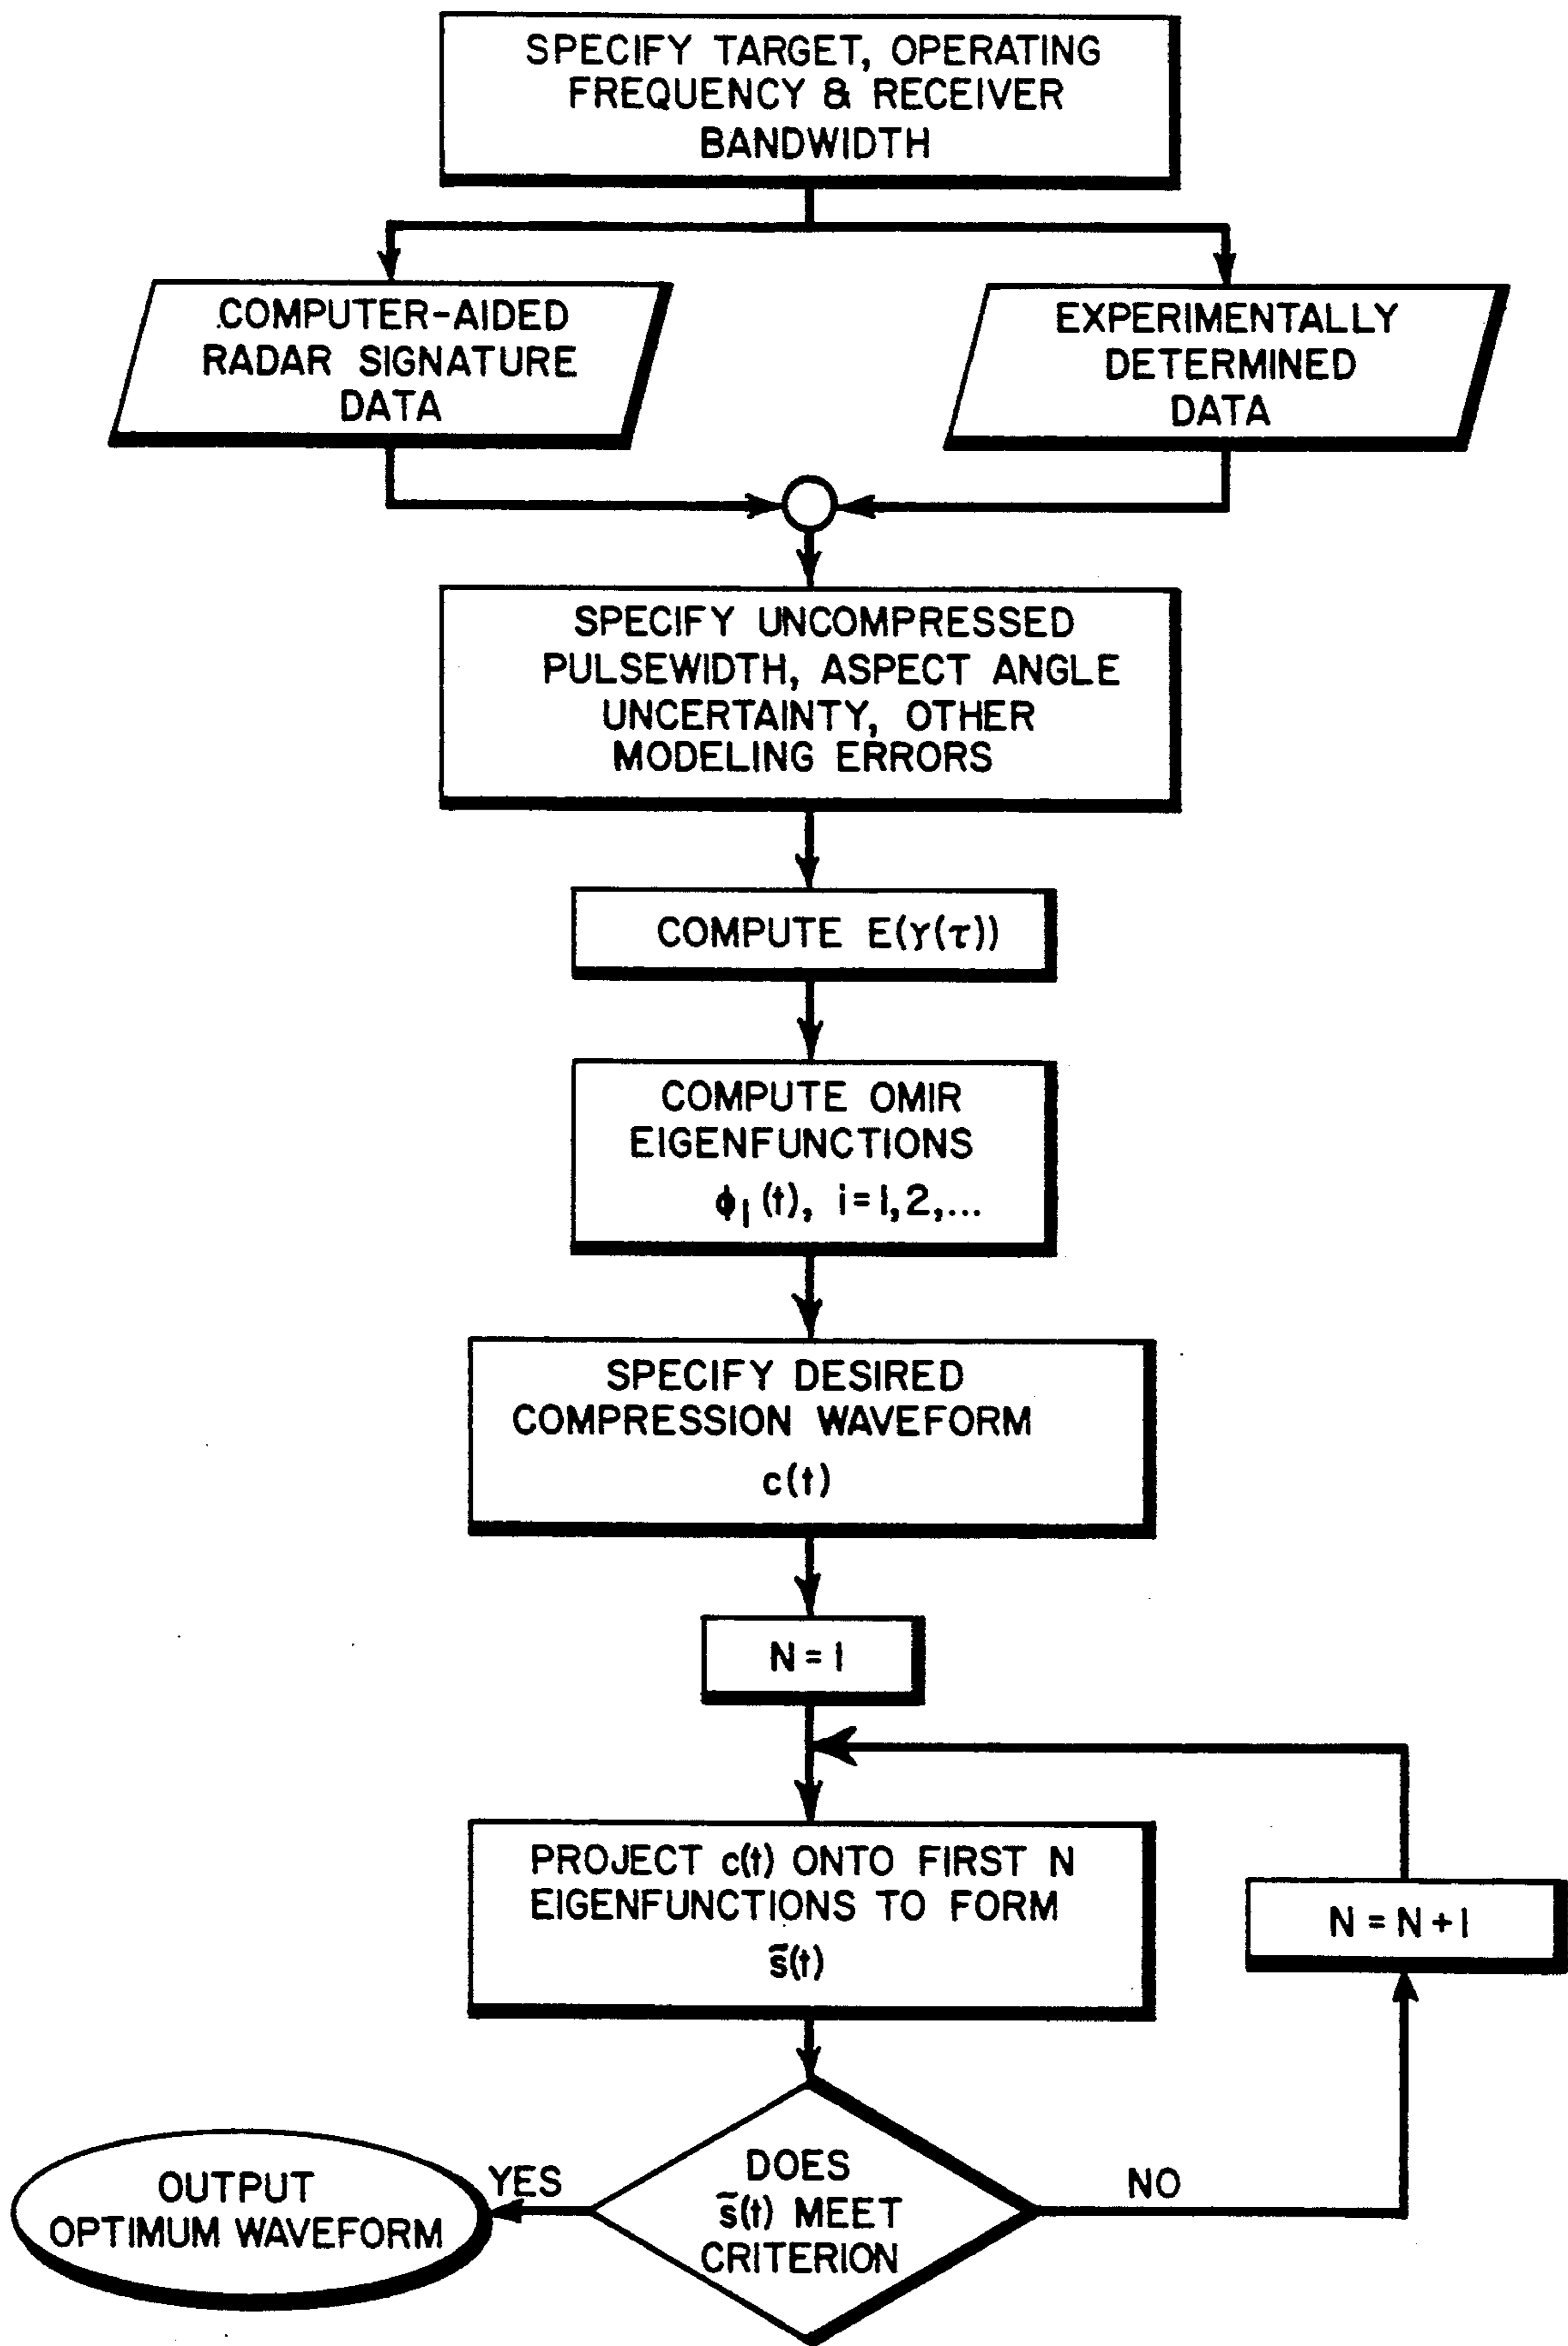 SPECIFY TARGET, OPERATING
FREQUENCY & RECEIVER
BANDWIDTH
COMPUTER-AIDED
RADAR SIGNATURE
DATA
EXPERIMENTALLY
DETERMINED
DATA
SPECIFY UNCOMPRESSED
PULSEWIDTH, ASPECT ANGLE
UNCERTAINTY, OTHER
MODELING ERRORS
COMPUTE E(γ(τ))
COMPUTE OMIR
EIGENFUNCTIONS
ϕ₁(t), i=1,2,...
SPECIFY DESIRED
COMPRESSION WAVEFORM
c(t)
N=1
PROJECT c(t) ONTO FIRST N
EIGENFUNCTIONS TO FORM
s̃(t)
N=N+1
DOES
s̃(t) MEET
CRITERION
YES
NO
OUTPUT
OPTIMUM WAVEFORM